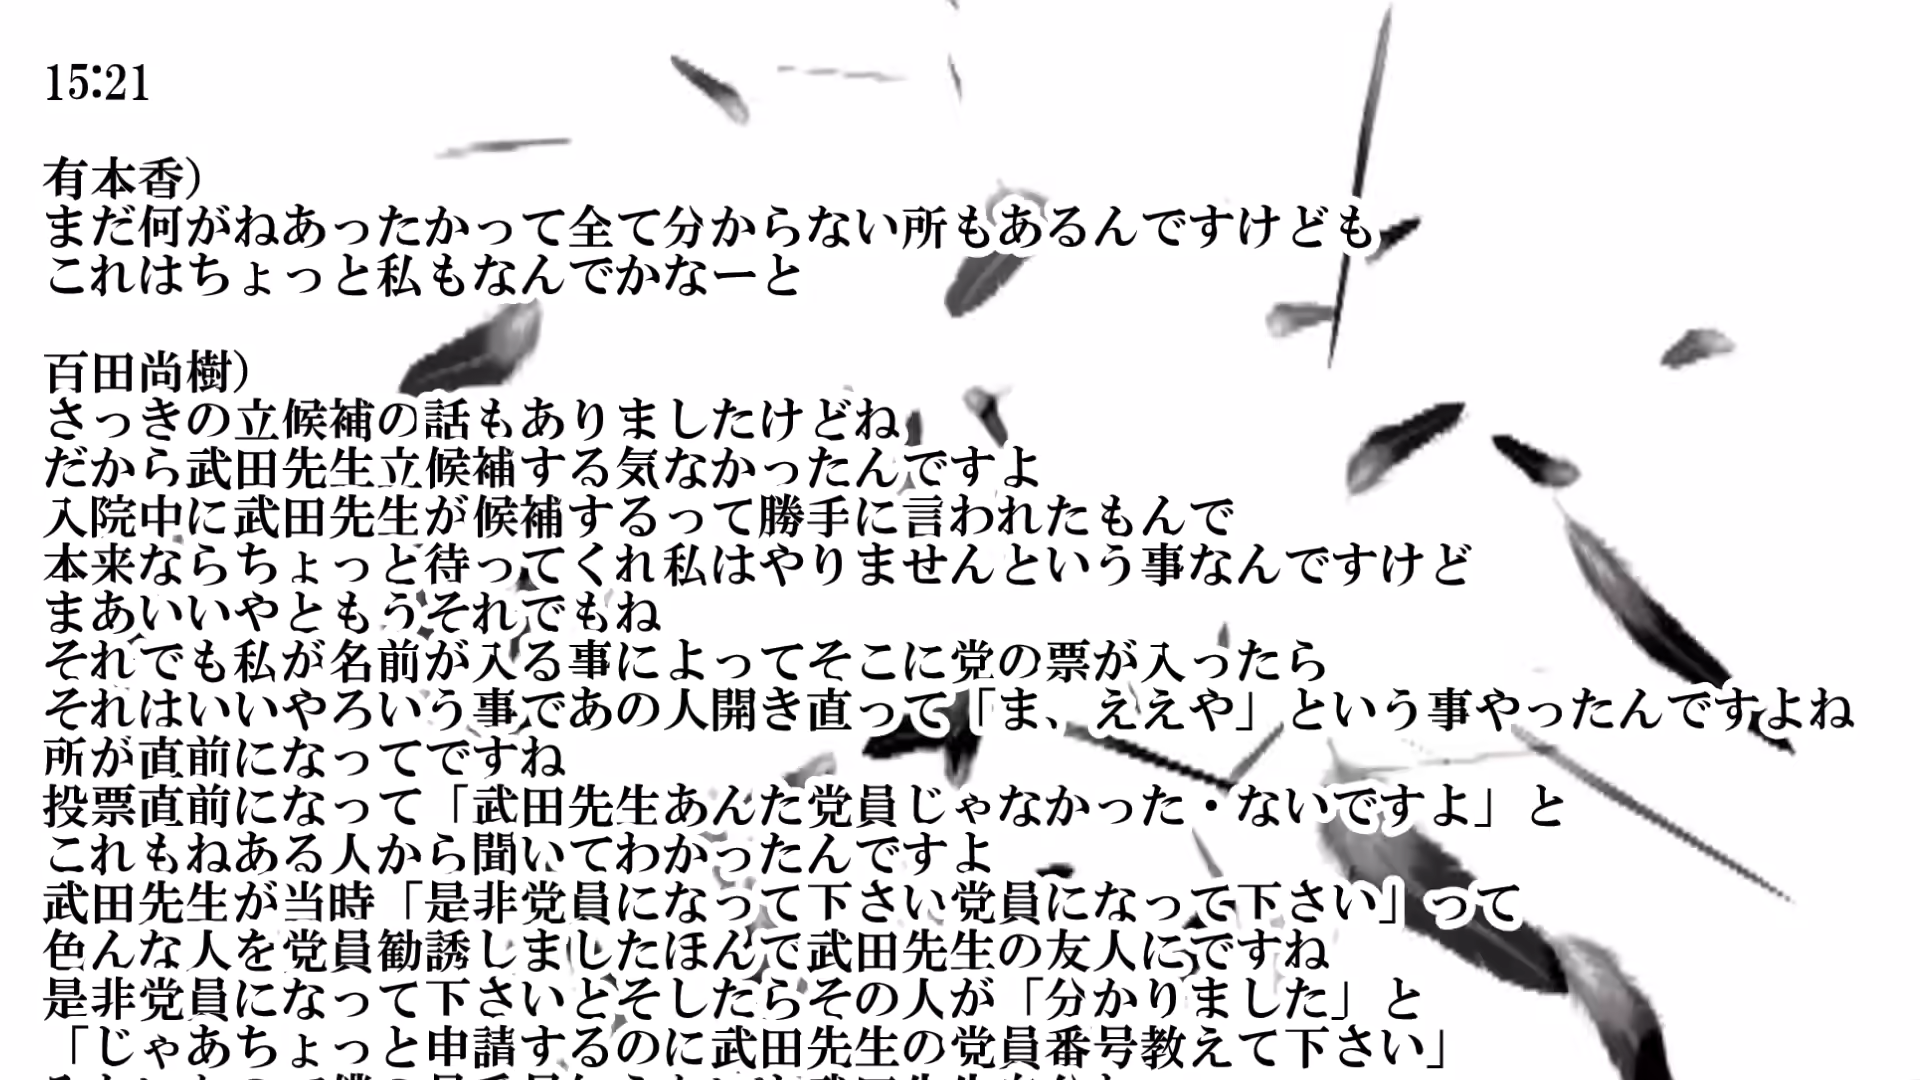 15:21
有本香）
まだ何がねあったかって全て分からない所もあるんですけども
これはちょっと私もなんでかなーと
百田尚樹）
さっきの立候補の話もありましたけどね
だから武田先生立候補する気なかったんですよ
入院中に武田先生が候補するって勝手に言われたもんで
本来ならちょっと待ってくれ私はやりませんという事なんですけど
まあいいやともうそれでもね
それでも私が名前が入る事によってそこに党の票が入ったら
それはいいやろいう事であの人開き直って「ま、ええや」という事やったんですよね
所が直前になってですね
投票直前になって「武田先生あんた党員じゃなかった・ないですよ」と
これもねある人から聞いてわかったんですよ
武田先生が当時「是非党員になって下さい党員になって下さい」って
色んな人を党員勧誘しましたほんで武田先生の友人にですね
是非党員になって下さいとそしたらその人が「分かりました」と
「じゃあちょっと申請するのに武田先生の党員番号教えて下さい」